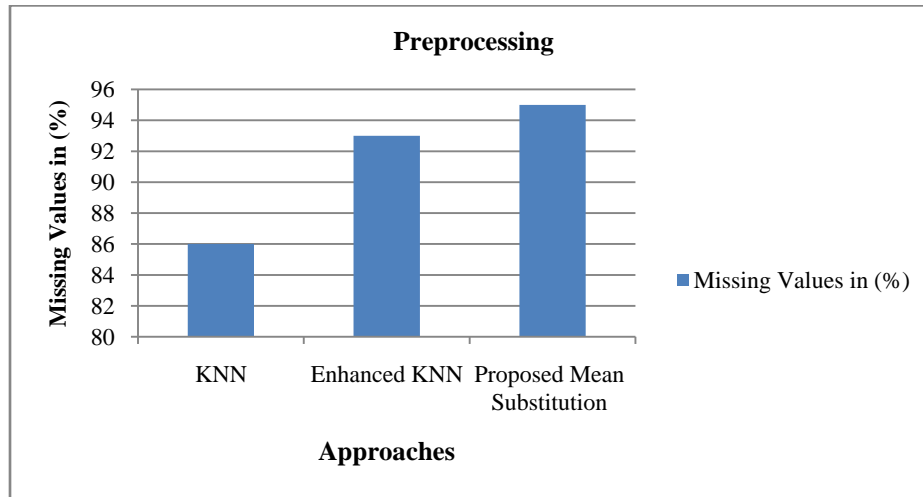 Preprocessing
Missing Values in (%)
96
94
92
90
88
86
84
82
80
KNN
Enhanced KNN
Proposed Mean
Substitution
Approaches
Missing Values in (%)